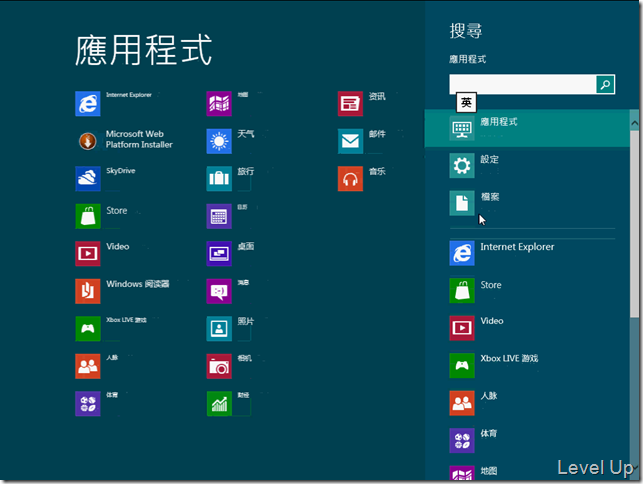 應用程式
Internet Explorer
Microsoft Web
Platform Installer
SkyDrive
Store
Video
Windows 阅读器
Xbox LIVE 游戏
人脉
体育
地图
天气
旅行
日历
桌面
消息
照片
相机
财经
资讯
邮件
音乐
搜尋
應用程式
英
應用程式
設定
檔案
Internet Explorer
Store
Video
Xbox LIVE 游戏
人脉
体育
地图
Level Up